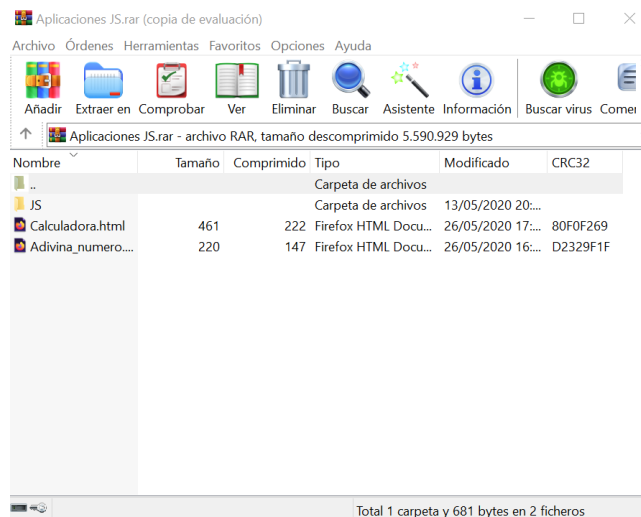 Aplicaciones JS.rar (copia de evaluación)
Archivo Órdenes Herramientas Favoritos Opciones Ayuda
Añadir Extraer en Comprobar Ver Eliminar Buscar Asistente Información Buscar virus Comen
Aplicaciones JS.rar - archivo RAR, tamaño descomprimido 5.590.929 bytes
Nombre Tamaño Comprimido Tipo Modificado CRC32
.. Carpeta de archivos
JS Carpeta de archivos 13/05/2020 20:...
Calculadora.html 461 222 Firefox HTML Docu... 26/05/2020 17:... 80F0F269
Adivina_numero.... 220 147 Firefox HTML Docu... 26/05/2020 16:... D2329F1F
Total 1 carpeta y 681 bytes en 2 ficheros